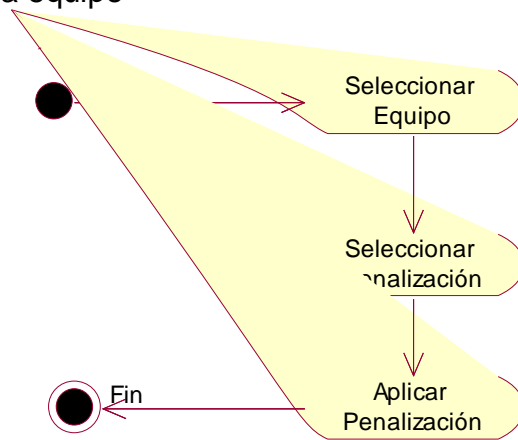 a equipo
Seleccionar
Equipo
Seleccionar
nalización
Fin
Aplicar
Penalización